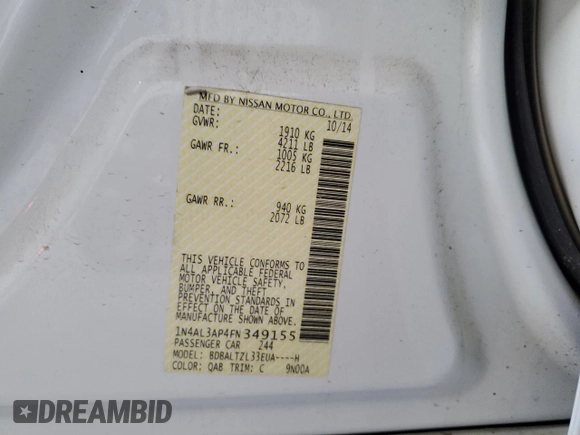 MFD BY NISSAN MOTOR CO., LTD.
DATE: 10/14
GVWR: 1910 KG
4211 LB
GAWR FR.: 1005 KG
2216 LB
GAWR RR.: 940 KG
2072 LB
THIS VEHICLE CONFORMS TO
ALL APPLICABLE FEDERAL
MOTOR VEHICLE SAFETY,
BUMPER, AND THEFT
PREVENTION STANDARDS IN
EFFECT ON THE DATE OF
MANUFACTURE SHOWN ABOVE.
1N4AL3AP4FN349155
PASSENGER CAR 244
MODEL: BDBALTZL33EUA----H
COLOR: QAB TRIM: C 9N00A
DREAMBID